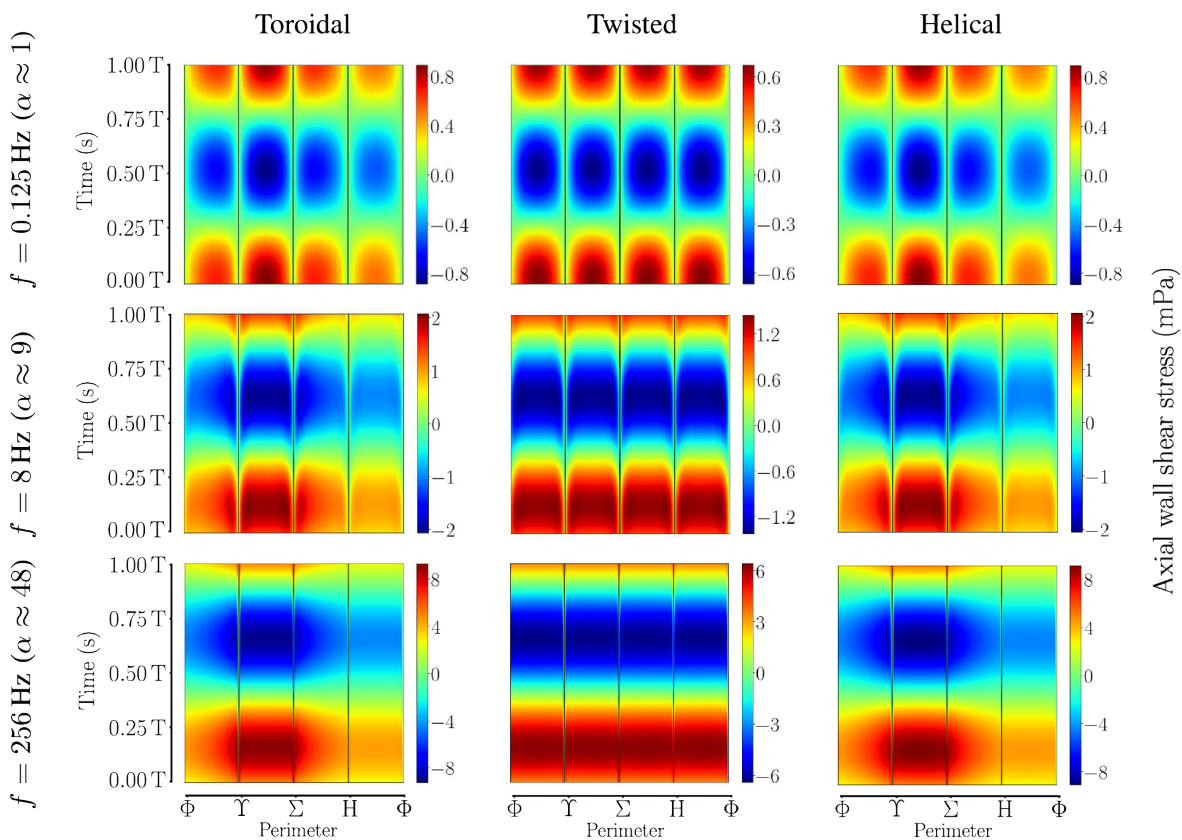 Toroidal
Twisted
Helical
f = 0.125 Hz (α ≈ 1)
Time (s)
1.00 T
0.75 T
0.50 T
0.25 T
0.00 T
0.8
0.4
0.0
−0.4
−0.8
0.6
0.3
0.0
−0.3
−0.6
0.8
0.4
0.0
−0.4
−0.8
f = 8 Hz (α ≈ 9)
Time (s)
1.00 T
0.75 T
0.50 T
0.25 T
0.00 T
2
1
0
−1
−2
1.2
0.6
0.0
−0.6
−1.2
2
1
0
−1
−2
f = 256 Hz (α ≈ 48)
Time (s)
1.00 T
0.75 T
0.50 T
0.25 T
0.00 T
8
4
0
−4
−8
6
3
0
−3
−6
8
4
0
−4
−8
Φ ϒ Σ H Φ
Perimeter
Φ ϒ Σ H Φ
Perimeter
Φ ϒ Σ H Φ
Perimeter
Axial wall shear stress (mPa)